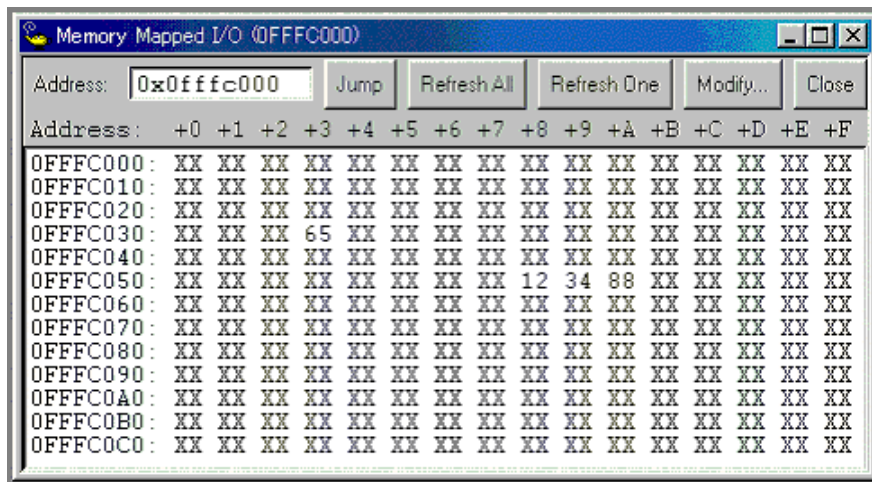 Memory Mapped I/O (0FFFC000)
Address: 0x0fffc000 Jump Refresh All Refresh One Modify... Close
Address: +0 +1 +2 +3 +4 +5 +6 +7 +8 +9 +A +B +C +D +E +F
0FFFC000: XX XX XX XX XX XX XX XX XX XX XX XX XX XX XX XX
0FFFC010: XX XX XX XX XX XX XX XX XX XX XX XX XX XX XX XX
0FFFC020: XX XX XX XX XX XX XX XX XX XX XX XX XX XX XX XX
0FFFC030: XX XX XX 65 XX XX XX XX XX XX XX XX XX XX XX XX
0FFFC040: XX XX XX XX XX XX XX XX XX XX XX XX XX XX XX XX
0FFFC050: XX XX XX XX XX XX XX XX 12 34 88 XX XX XX XX XX
0FFFC060: XX XX XX XX XX XX XX XX XX XX XX XX XX XX XX XX
0FFFC070: XX XX XX XX XX XX XX XX XX XX XX XX XX XX XX XX
0FFFC080: XX XX XX XX XX XX XX XX XX XX XX XX XX XX XX XX
0FFFC090: XX XX XX XX XX XX XX XX XX XX XX XX XX XX XX XX
0FFFC0A0: XX XX XX XX XX XX XX XX XX XX XX XX XX XX XX XX
0FFFC0B0: XX XX XX XX XX XX XX XX XX XX XX XX XX XX XX XX
0FFFC0C0: XX XX XX XX XX XX XX XX XX XX XX XX XX XX XX XX